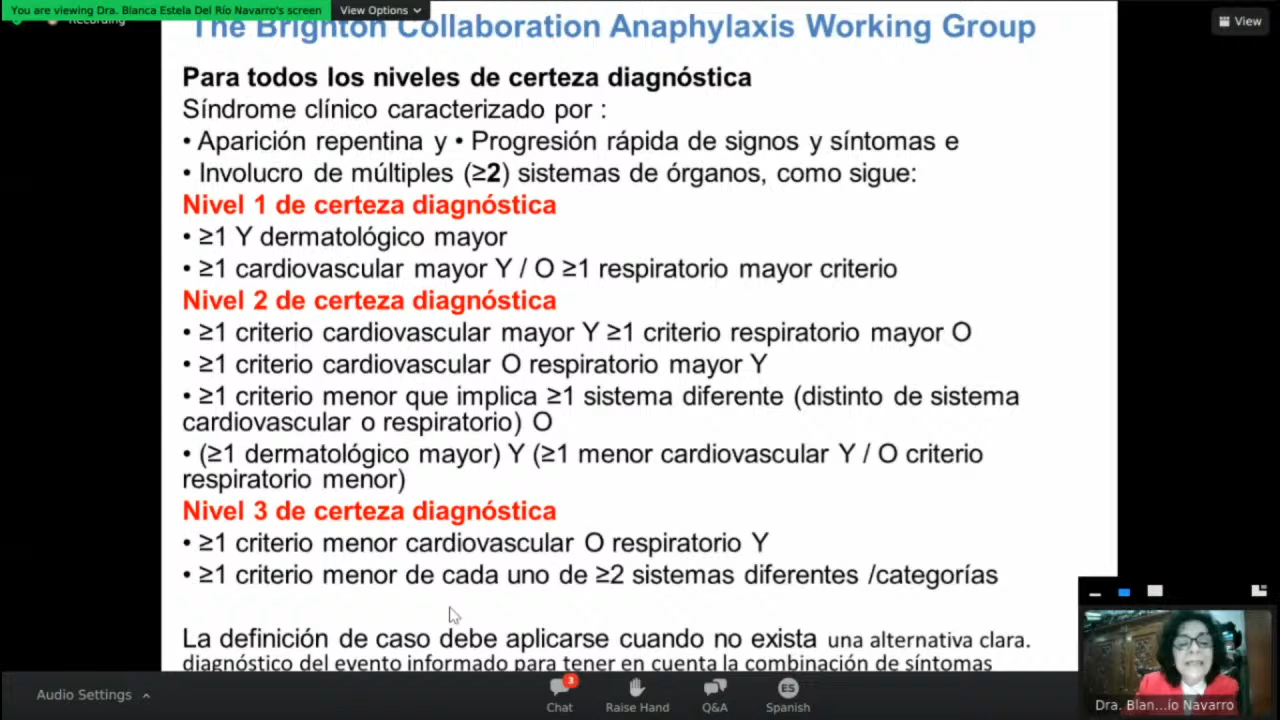 You are viewing Dra. Blanca Estela Del Río Navarro's screen
View Options
Recording
View
The Brighton Collaboration Anaphylaxis Working Group
Para todos los niveles de certeza diagnóstica
Síndrome clínico caracterizado por :
• Aparición repentina y • Progresión rápida de signos y síntomas e
• Involucro de múltiples (≥2) sistemas de órganos, como sigue:
Nivel 1 de certeza diagnóstica
• ≥1 Y dermatológico mayor
• ≥1 cardiovascular mayor Y / O ≥1 respiratorio mayor criterio
Nivel 2 de certeza diagnóstica
• ≥1 criterio cardiovascular mayor Y ≥1 criterio respiratorio mayor O
• ≥1 criterio cardiovascular O respiratorio mayor Y
• ≥1 criterio menor que implica ≥1 sistema diferente (distinto de sistema
cardiovascular o respiratorio) O
• (≥1 dermatológico mayor) Y (≥1 menor cardiovascular Y / O criterio
respiratorio menor)
Nivel 3 de certeza diagnóstica
• ≥1 criterio menor cardiovascular O respiratorio Y
• ≥1 criterio menor de cada uno de ≥2 sistemas diferentes /categorías
La definición de caso debe aplicarse cuando no exista una alternativa clara.
diagnóstico del evento informado para tener en cuenta la combinación de síntomas
Dra. Blan...ío Navarro
Audio Settings
3
ES
Chat
Raise Hand
Q&A
Spanish